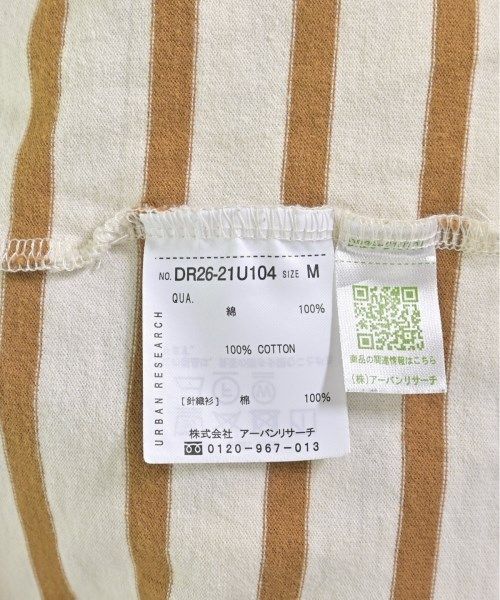 NO. DR26-21U104 SIZE M
QUA.
綿 100%
100% COTTON
[針織衫] 棉 100%
株式会社 アーバンリサーチ
0120-967-013
URBAN RESEARCH
商品の関連情報はこちら
(株)アーバンリサーチ